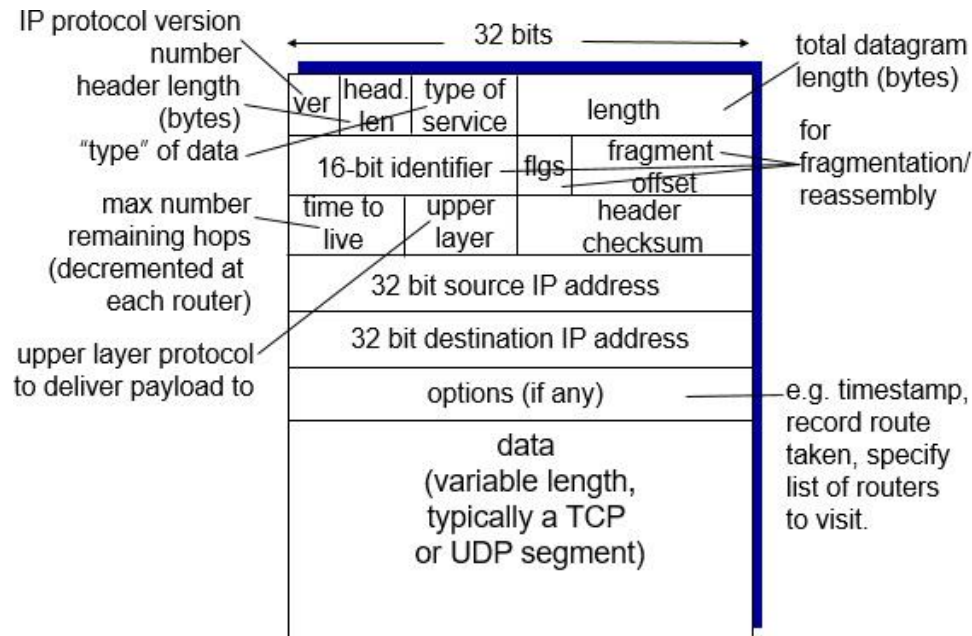 IP protocol version
number
header length
(bytes)
"type" of data
max number
remaining hops
(decremented at
each router)
upper layer protocol
to deliver payload to
32 bits
ver
head.
len
type of
service
length
16-bit identifier
flgs
fragment
offset
time to
live
upper
layer
header
checksum
32 bit source IP address
32 bit destination IP address
options (if any)
data
(variable length,
typically a TCP
or UDP segment)
total datagram
length (bytes)
for
fragmentation/
reassembly
e.g. timestamp,
record route
taken, specify
list of routers
to visit.